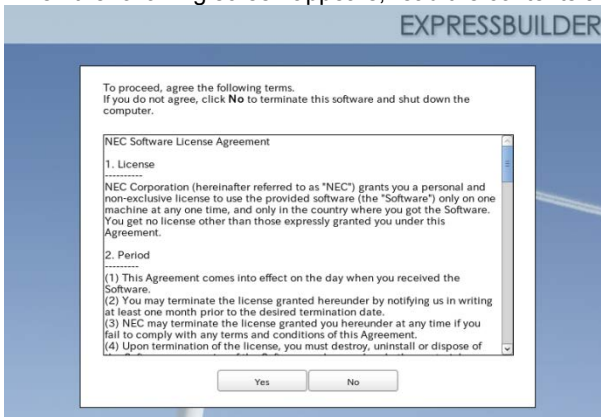 EXPRESSBUILDER
To proceed, agree the following terms.
If you do not agree, click No to terminate this software and shut down the
computer.
NEC Software License Agreement
1. License
----------
NEC Corporation (hereinafter referred to as "NEC") grants you a personal and
non-exclusive license to use the provided software (the "Software") only on one
machine at any one time, and only in the country where you got the Software.
You get no license other than those expressly granted you under this
Agreement.
2. Period
---------
(1) This Agreement comes into effect on the day when you received the
Software.
(2) You may terminate the license granted hereunder by notifying us in writing
at least one month prior to the desired termination date.
(3) NEC may terminate the license granted you hereunder at any time if you
fail to comply with any terms and conditions of this Agreement.
(4) Upon termination of the license, you must destroy, uninstall or dispose of
Yes No